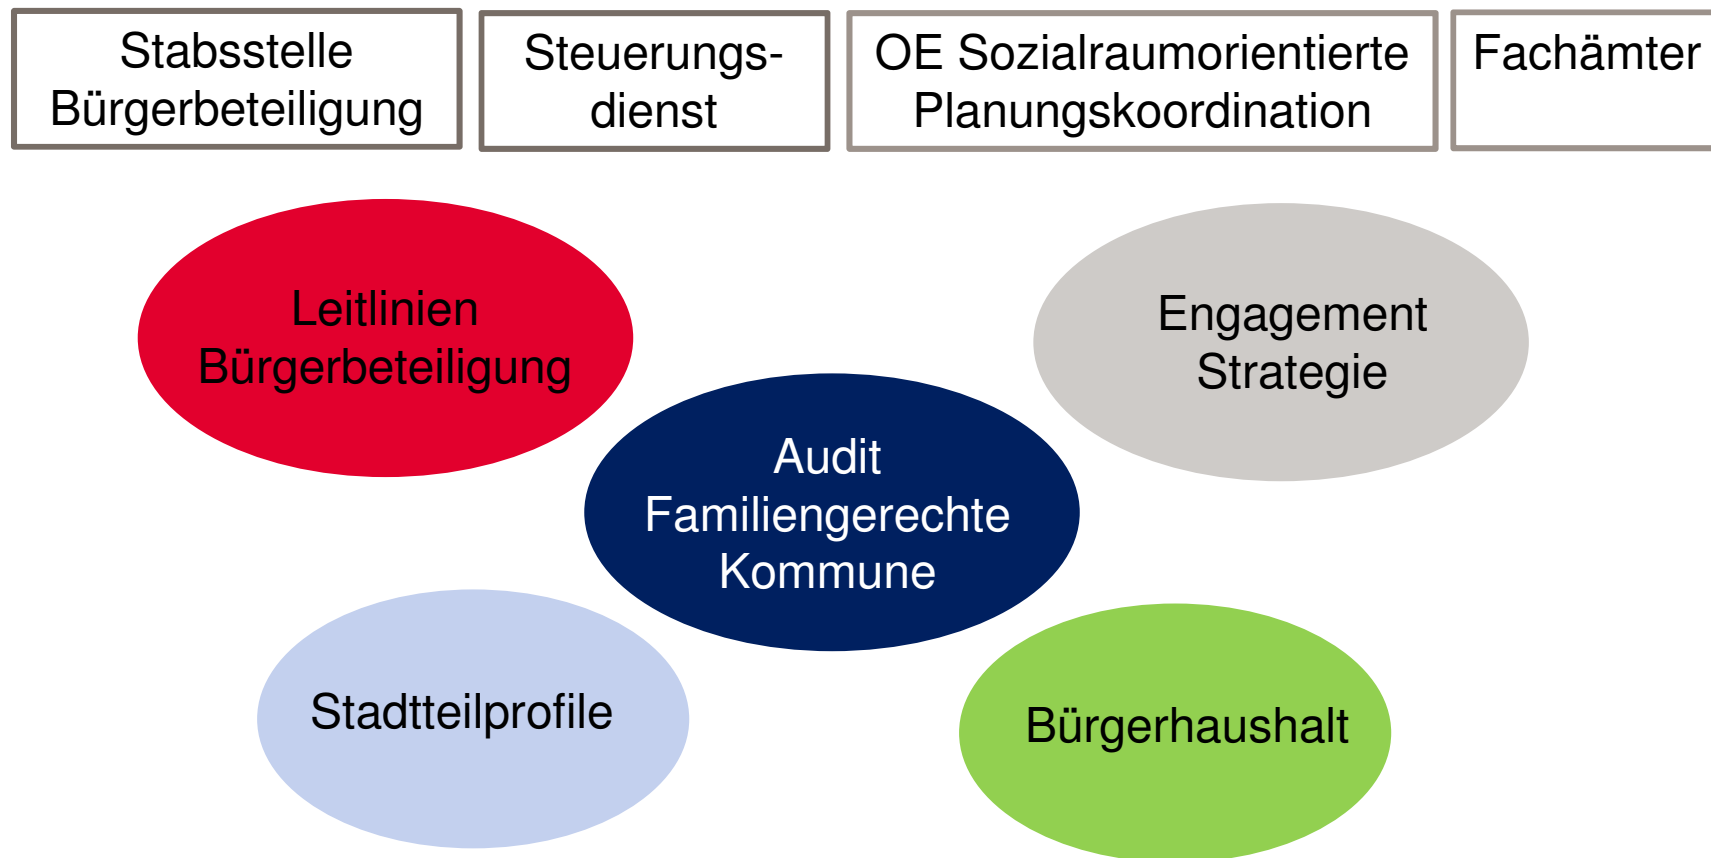 Stabsstelle
Bürgerbeteiligung
Steuerungs-
dienst
OE Sozialraumorientierte
Planungskoordination
Fachämter
Leitlinien
Bürgerbeteiligung
Engagement
Strategie
Audit
Familiengerechte
Kommune
Stadtteilprofile
Bürgerhaushalt